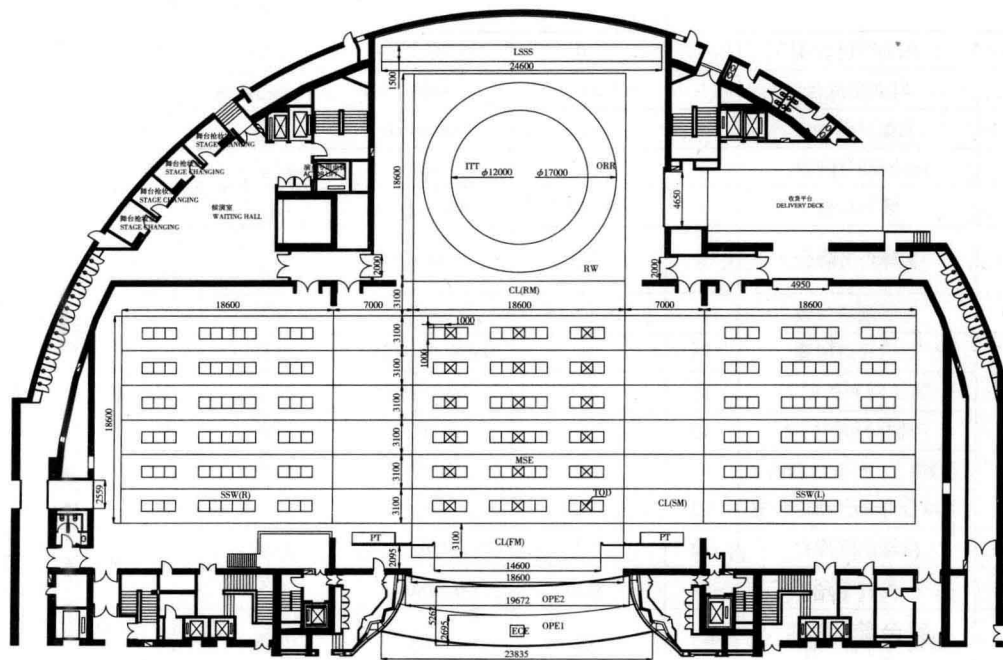 LSSS
24600
1500
18600
ITT
ORR
φ12000
φ17000
RW
舞台抢妆室
STAGE CHANGING
舞台抢妆室
STAGE CHANGING
舞台抢妆室
STAGE CHANGING
舞台抢妆室
STAGE CHANGING
候演室
WAITING HALL
4650
收货平台
DELIVERY DECK
2000
2000
CL(RM)
4950
3100
18600
7000
18600
7000
18600
1000
1000
3100
3100
3100
3100
3100
3100
18600
2559
MSE
TOD
SSW(R)
CL(SM)
SSW(L)
PT
PT
CL(FM)
3100
2095
14600
18600
19672
OPE2
5262
2695
ECE
OPE1
23835